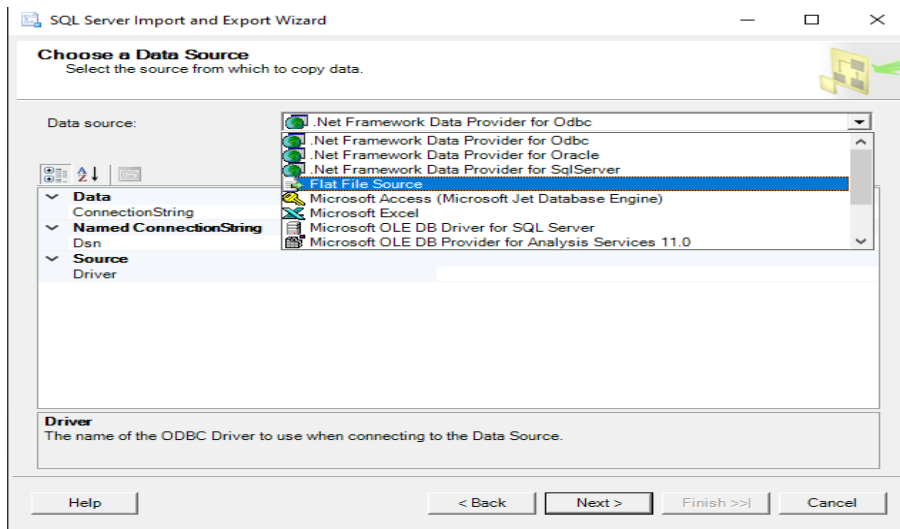 SQL Server Import and Export Wizard
Choose a Data Source
Select the source from which to copy data.
Data source:
.Net Framework Data Provider for Odbc
.Net Framework Data Provider for Odbc
.Net Framework Data Provider for Oracle
.Net Framework Data Provider for SqlServer
Flat File Source
Microsoft Access (Microsoft Jet Database Engine)
Microsoft Excel
Microsoft OLE DB Driver for SQL Server
Microsoft OLE DB Provider for Analysis Services 11.0
Data
ConnectionString
Named ConnectionString
Dsn
Source
Driver
Driver
The name of the ODBC Driver to use when connecting to the Data Source.
Help
< Back
Next >
Finish >>|
Cancel